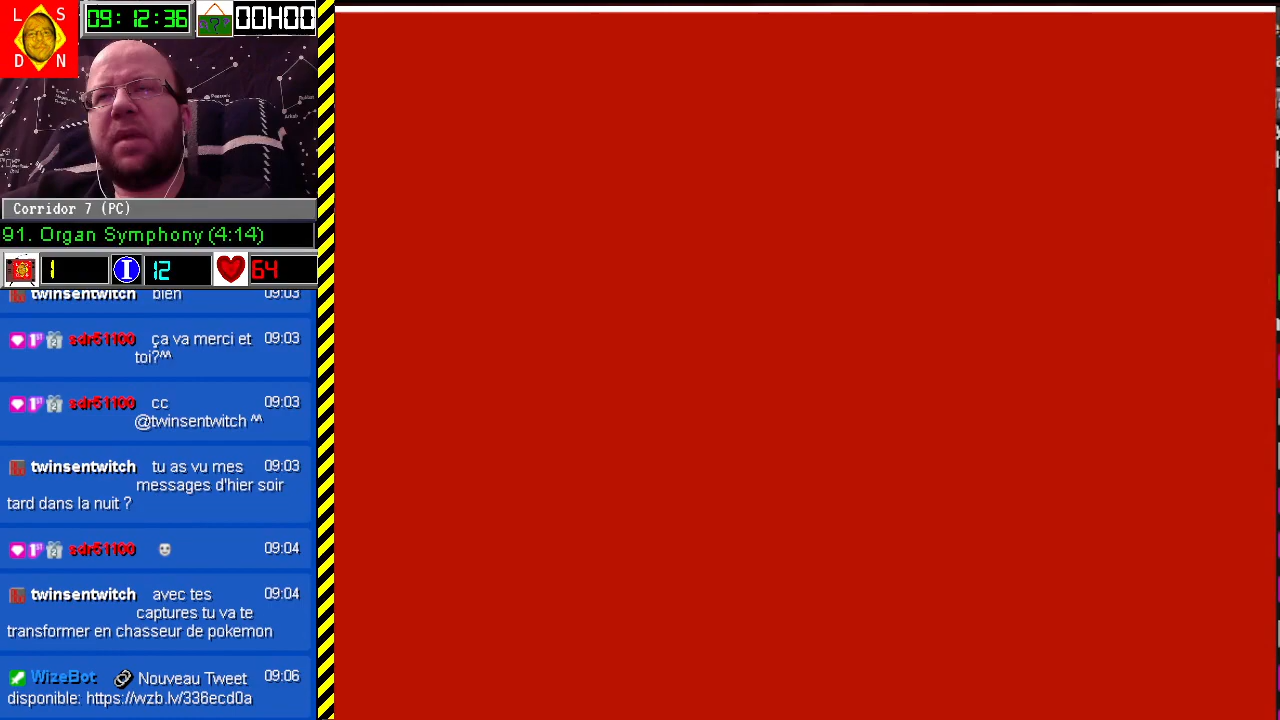 L S
D N
09:12:36
00H00
Corridor 7 (PC)
91. Organ Symphony (4:14)
1
12
64
twinsentwitch bien 09:03
sdr51100 ça va merci et 09:03
toi?^^
sdr51100 cc 09:03
@twinsentwitch ^^
twinsentwitch tu as vu mes 09:03
messages d'hier soir
tard dans la nuit ?
sdr51100 09:04
twinsentwitch avec tes 09:04
captures tu va te
transformer en chasseur de pokemon
WizeBot Nouveau Tweet 09:06
disponible: https://wzb.lv/336ecd0a